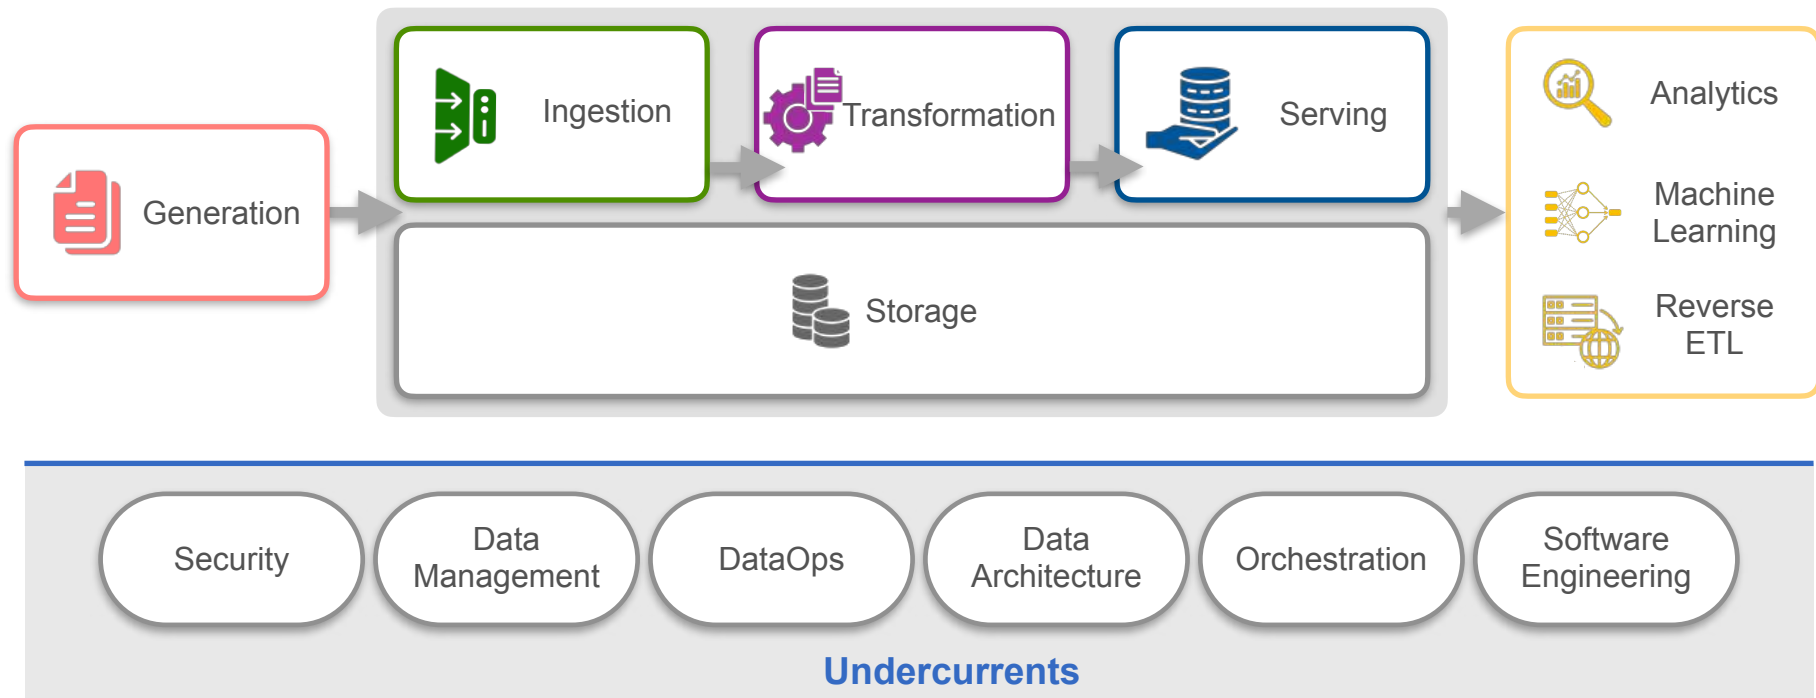 Generation
Ingestion
Transformation
Serving
Storage
Analytics
Machine
Learning
Reverse
ETL
Security
Data
Management
DataOps
Data
Architecture
Orchestration
Software
Engineering
Undercurrents